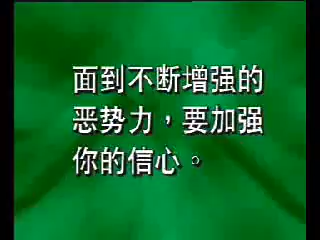 面到不断增强的
恶势力，要加强
你的信心。